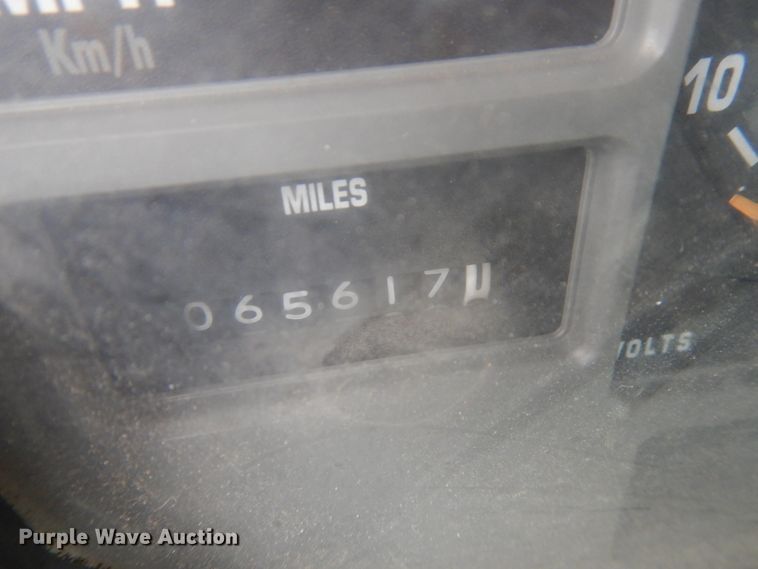 Km/h
10
MILES
065617
VOLTS
Purple Wave Auction